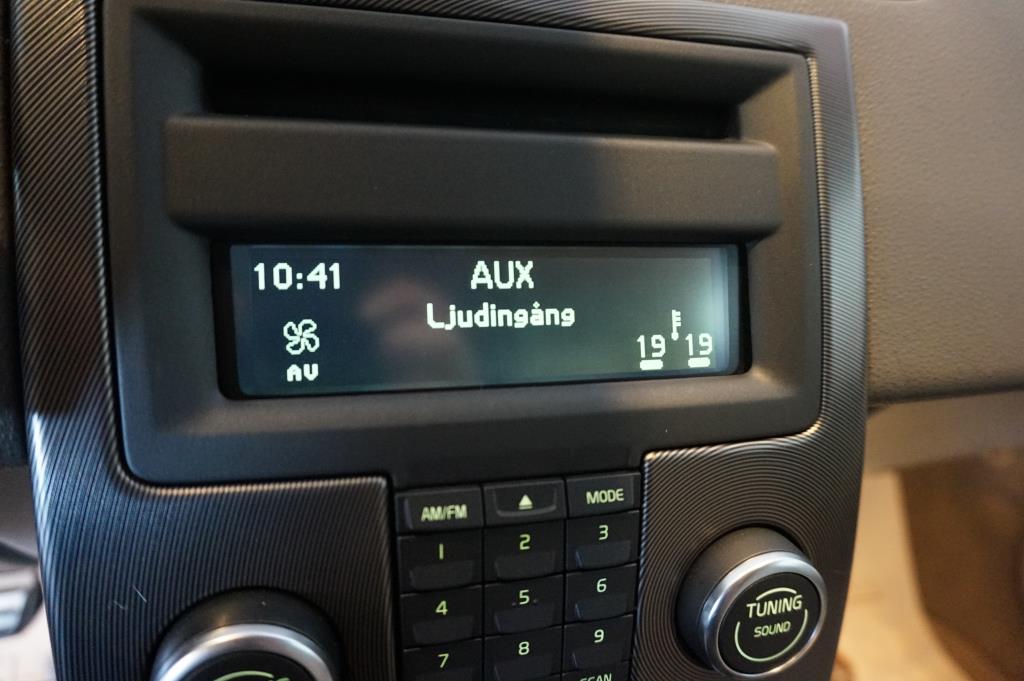 10:41 AUX
Ljudingång
AV 19 19
AM/FM MODE
1 2 3
4 5 6
7 8 9
SCAN
TUNING
SOUND